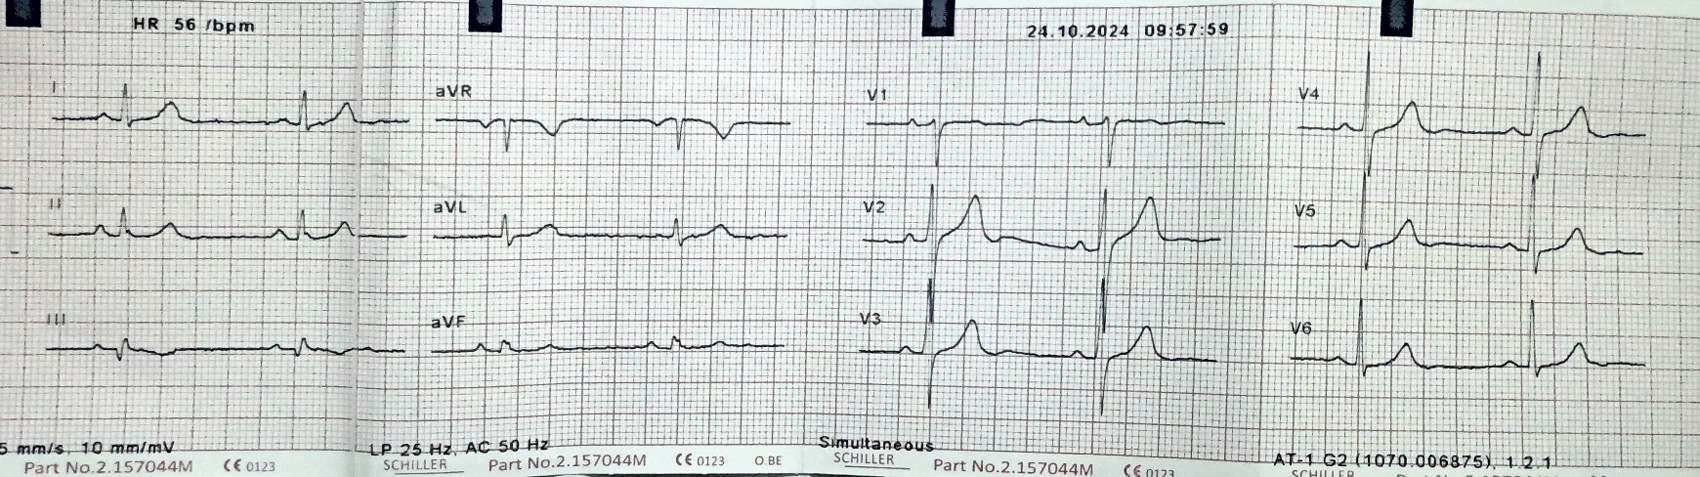 HR 56 /bpm
24.10.2024 09:57:59
I
aVR
V1
V4
II
aVL
V2
V5
III
aVF
V3
V6
5 mm/s, 10 mm/mV
LP 25 Hz, AC 50 Hz
Simultaneous
AT-1 G2 (1070.006875), 1.2.1
Part No.2.157044M CE 0123
SCHILLER Part No.2.157044M CE 0123 O.BE
SCHILLER Part No.2.157044M CE 0123
SCHILLER